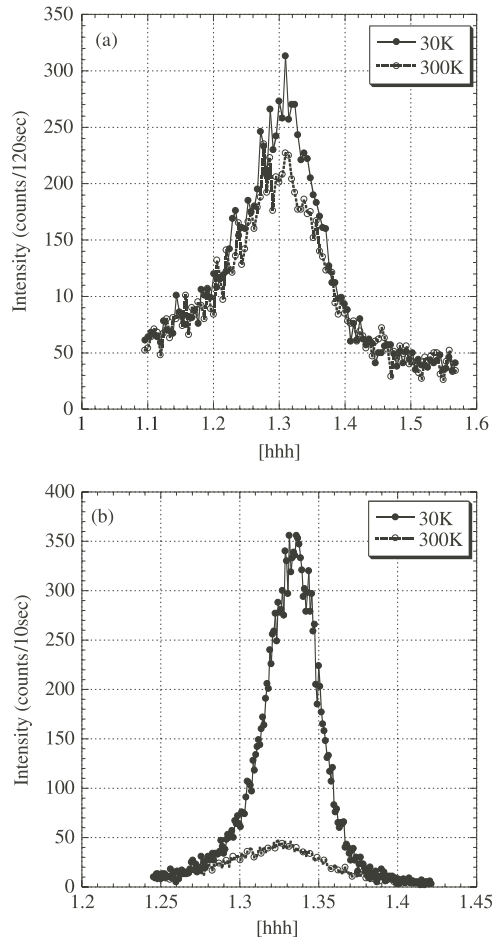 350
(a)
30K
300K
300
250
200
150
10
50
0
Intensity (counts/120sec)
1 1.1 1.2 1.3 1.4 1.5 1.6
[hhh]
400
(b)
30K
300K
350
300
250
200
350
100
50
0
Intensity (counts/10sec)
1.2 1.25 1.30 1.35 1.4 1.45
[hhh]